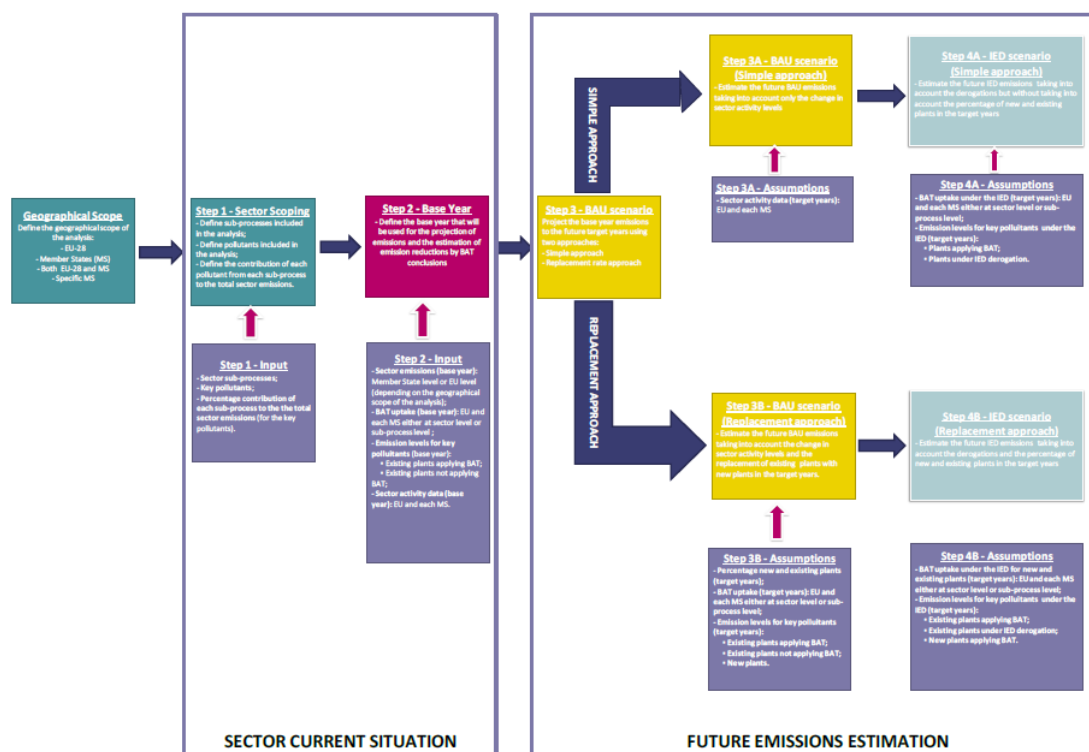 Geographical Scope
Define the geographical scope of
the analysis:
- EU-28
- Member States (MS)
- Both EU-28 and MS
- Specific MS
Step 1 - Sector Scoping
- Define sub-processes included
in the analysis;
- Define pollutants included in
the analysis;
- Define the contribution of each
pollutant from each sub-process
to the total sector emissions.
Step 1 - Input
- Sector sub-processes;
- Key pollutants;
- Percentage contribution of
each sub-process to the the total
sector emissions (for the key
pollutants).
Step 2 - Base Year
- Define the base year that will
be used for the projection of
emissions and the estimation of
emission reductions by BAT
conclusions
Step 2 - Input
- Sector emissions (base year):
Member State level or EU level
(depending on the geographical
scope of the analysis);
- BAT uptake (base year): EU and
each MS either at sector level or
sub-process level ;
- Emission levels for key
pollutants (base year):
• Existing plants applying BAT;
• Existing plants not applying
BAT;
- Sector activity data (base
year): EU and each MS.
SECTOR CURRENT SITUATION
Step 3 - BAU scenario
Project the base year emissions
to the future target years using
two approaches:
- Simple approach
- Replacement rate approach
SIMPLE APPROACH
REPLACEMENT APPROACH
Step 3A - BAU scenario
(Simple approach)
- Estimate the future BAU emissions
taking into account only the change in
sector activity levels
Step 3A - Assumptions
- Sector activity data (target years):
EU and each MS
Step 4A - IED scenario
(Simple approach)
- Estimate the future IED emissions taking into
account the derogations but without taking into
account the percentage of new and existing
plants in the target years
Step 4A - Assumptions
- BAT uptake under the IED (target years): EU
and each MS either at sector level or sub-
process level;
- Emission levels for key pollutants under
the IED (target years):
• Plants applying BAT;
• Plants under IED derogation.
Step 3B - BAU scenario
(Replacement approach)
- Estimate the future BAU emissions
taking into account the change in
sector activity levels and the
replacement of existing plants with
new plants in the target years.
Step 3B - Assumptions
- Percentage new and existing plants
(target years);
- BAT uptake (target years): EU and
each MS either at sector level or sub-
process level;
- Emission levels for key pollutants
(target years):
• Existing plants applying BAT;
• Existing plants not applying BAT;
• New plants.
Step 4B - IED scenario
(Replacement approach)
- Estimate the future IED emissions taking into
account the derogations and the percentage of
new and existing plants in the target years
Step 4B - Assumptions
- BAT uptake under the IED for new and
existing plants (target years): EU and each MS
either at sector level or sub-process level;
- Emission levels for key pollutants under the
IED (target years):
• Existing plants applying BAT;
• Existing plants under IED derogation;
• New plants applying BAT.
FUTURE EMISSIONS ESTIMATION